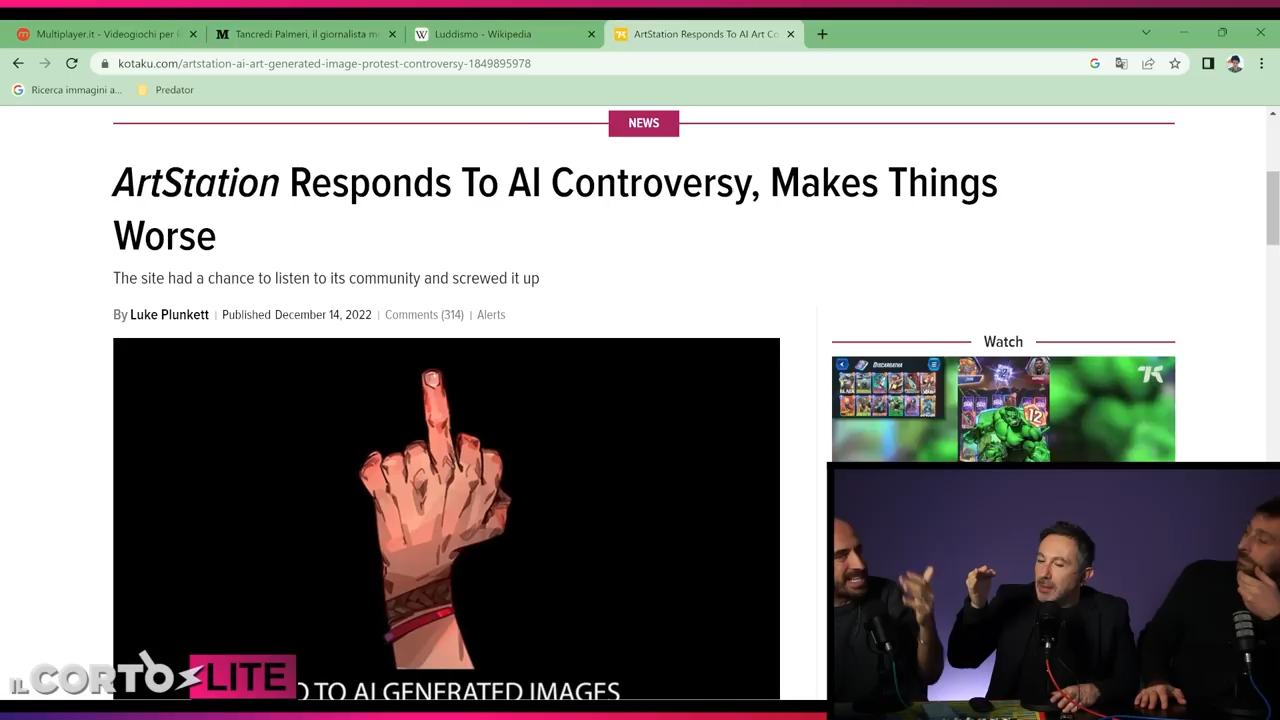 Multiplayer.it - Videogiochi per
Tancredi Palmeri, il giornalista m
Luddismo - Wikipedia
ArtStation Responds To AI Art Co
kotaku.com/artstation-ai-art-generated-image-protest-controversy-1849895978
Ricerca immagini a...
Predator
NEWS
ArtStation Responds To AI Controversy, Makes Things
Worse
The site had a chance to listen to its community and screwed it up
By Luke Plunkett | Published December 14, 2022 | Comments (314) | Alerts
Watch
DISCARGATHA
12
O TO AI GENERATED IMAGES
IL CORTO LITE